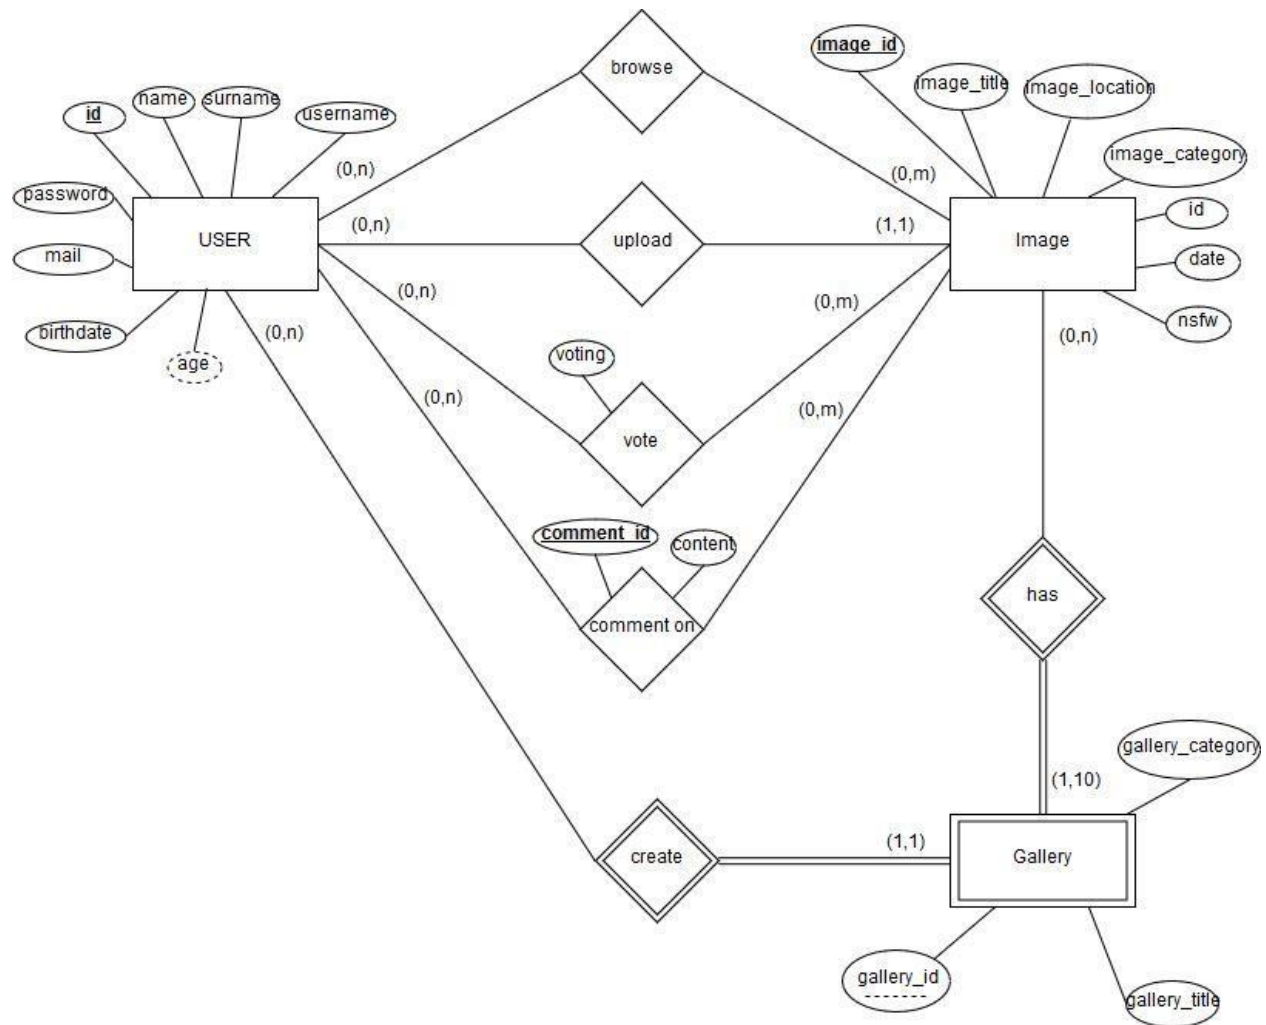 browse
image_id
image_title
image_location
id
name
surname
username
image_category
(0,n)
(0,m)
password
id
USER
(0,n)
upload
(1,1)
Image
mail
date
(0,n)
(0,m)
birthdate
(0,n)
(0,n)
nsfw
age
voting
(0,n)
(0,m)
vote
comment_id
content
comment on
has
gallery_category
(1,10)
create
(1,1)
Gallery
gallery_id
gallery_title